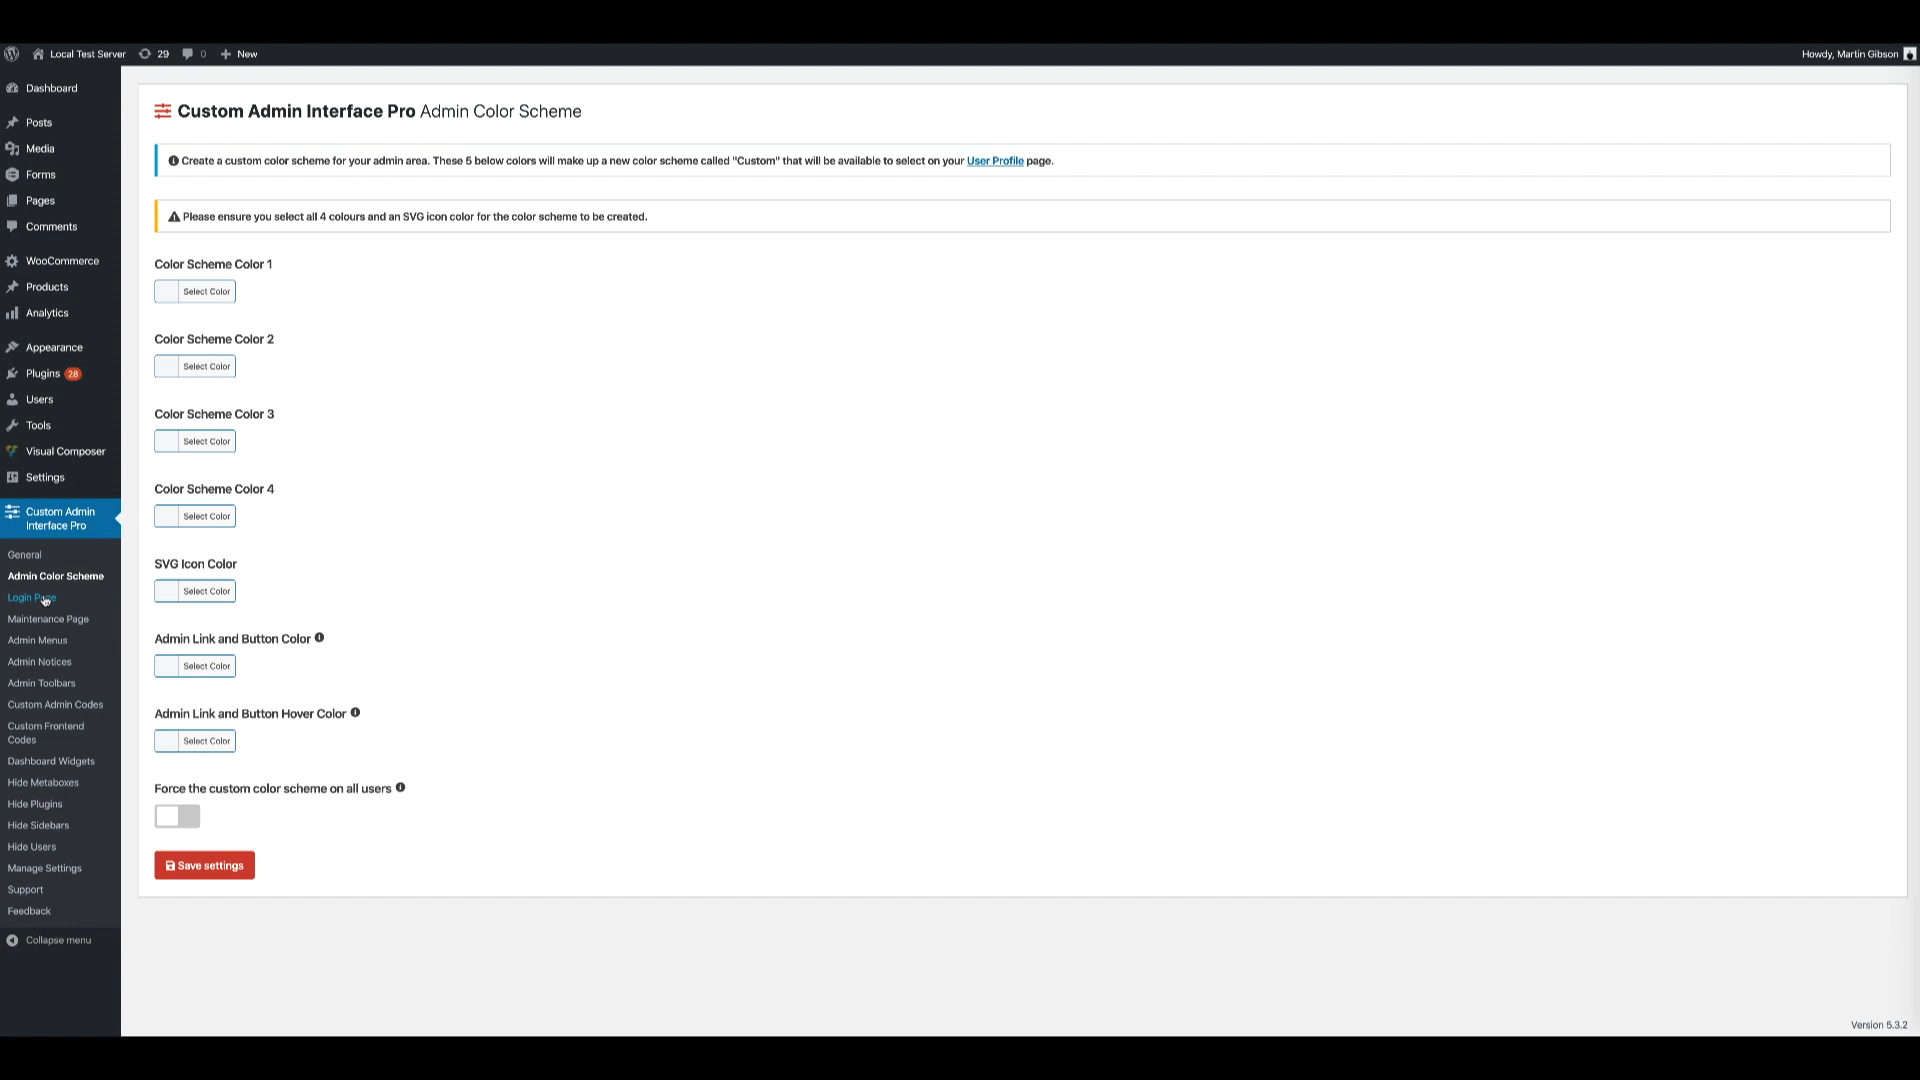 Local Test Server 29 0 New Howdy, Martin Gibson
Dashboard
Posts
Media
Forms
Pages
Comments
WooCommerce
Products
Analytics
Appearance
Plugins 28
Users
Tools
Visual Composer
Settings
Custom Admin
Interface Pro
General
Admin Color Scheme
Login Page
Maintenance Page
Admin Menus
Admin Notices
Admin Toolbars
Custom Admin Codes
Custom Frontend
Codes
Dashboard Widgets
Hide Metaboxes
Hide Plugins
Hide Sidebars
Hide Users
Manage Settings
Support
Feedback
Collapse menu
Custom Admin Interface Pro Admin Color Scheme
Create a custom color scheme for your admin area. These 5 below colors will make up a new color scheme called "Custom" that will be available to select on your User Profile page.
Please ensure you select all 4 colours and an SVG icon color for the color scheme to be created.
Color Scheme Color 1
Select Color
Color Scheme Color 2
Select Color
Color Scheme Color 3
Select Color
Color Scheme Color 4
Select Color
SVG Icon Color
Select Color
Admin Link and Button Color
Select Color
Admin Link and Button Hover Color
Select Color
Force the custom color scheme on all users
Save settings
Version 5.3.2